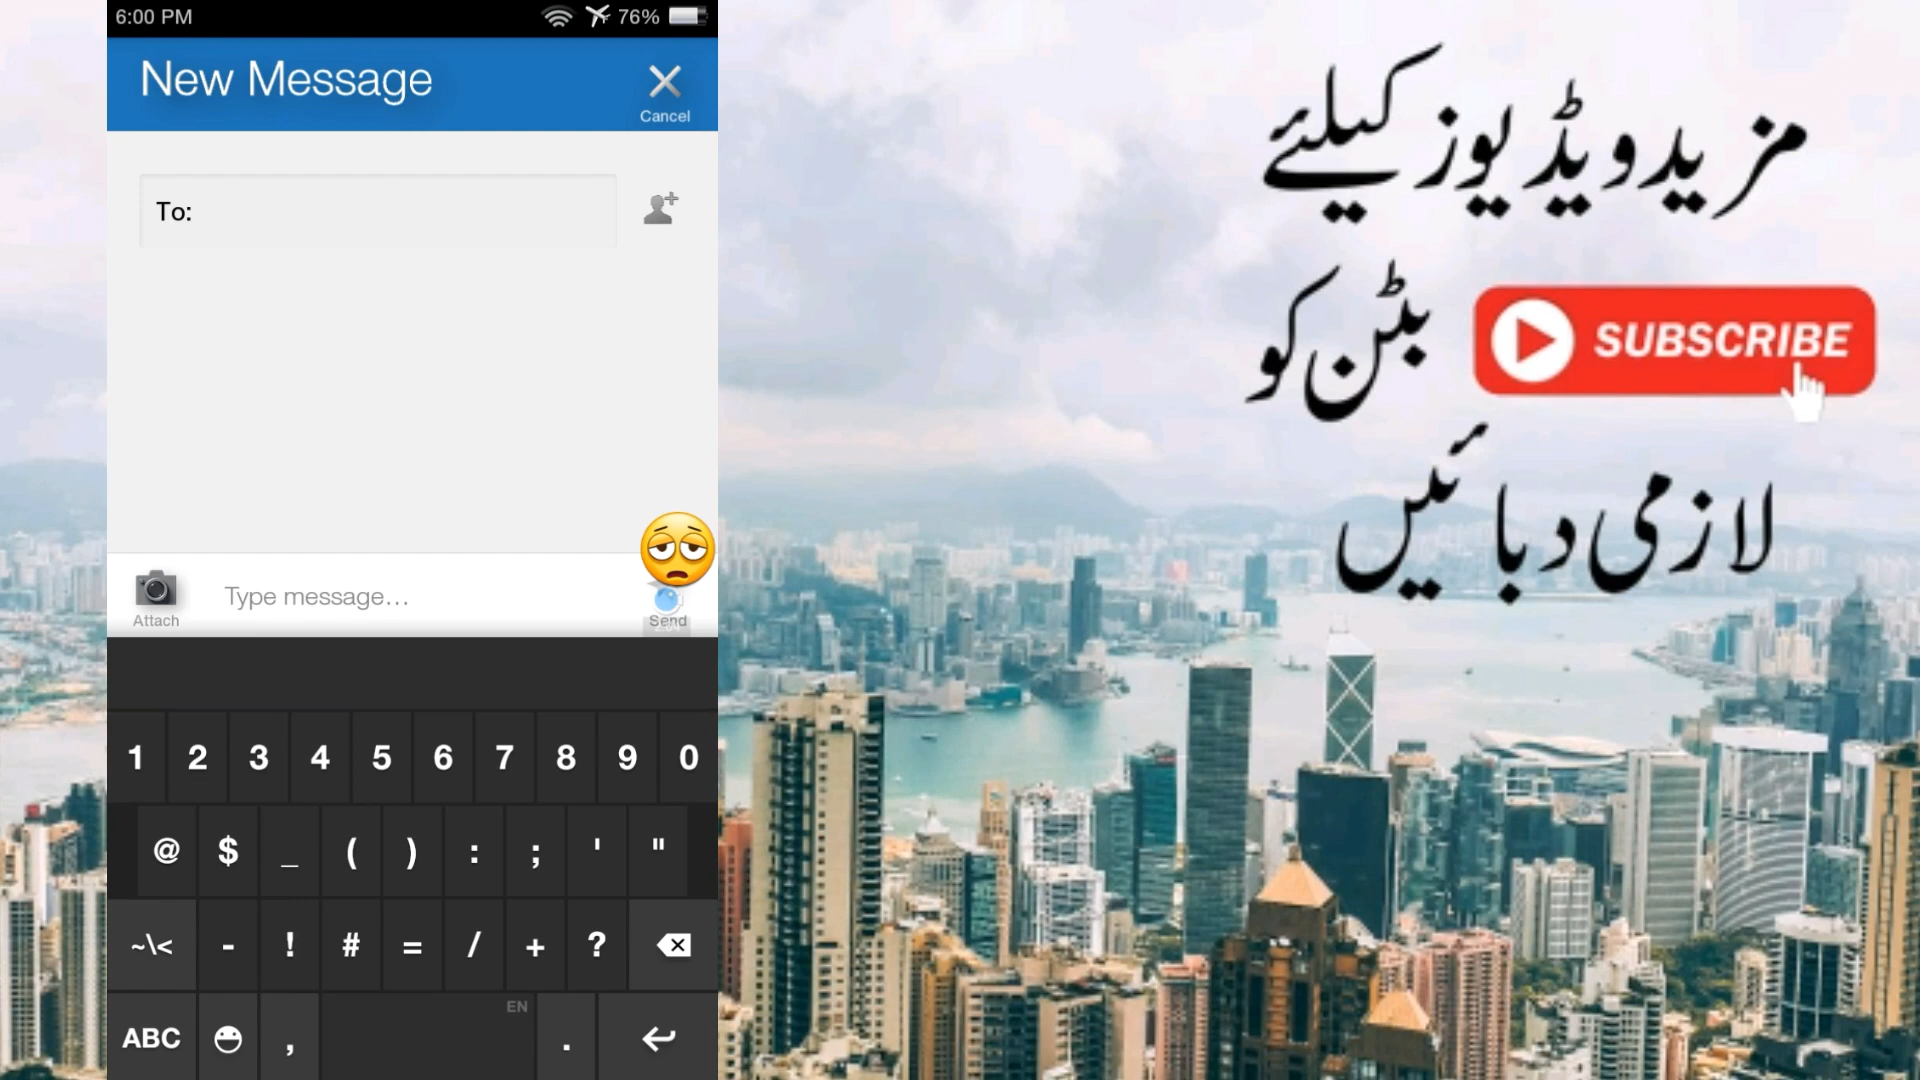 6:00 PM
76%
New Message
Cancel
To:
Type message...
Attach
Send
1 2 3 4 5 6 7 8 9 0
@ $ _ ( ) : ; ' "
~\< - ! # = / + ?
EN
ABC , .
مزید ویڈیوز کیلئے
SUBSCRIBE بٹن کو
لازمی دبائیں